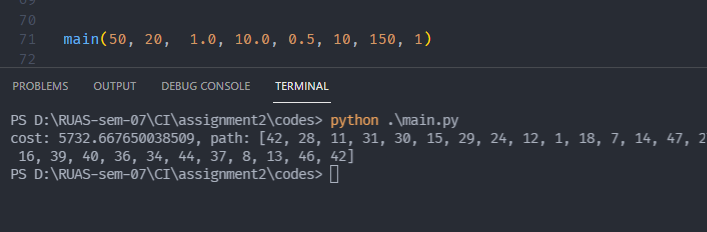 70
71 main(50, 20,  1.0, 10.0, 0.5, 10, 150, 1)
72
PROBLEMS OUTPUT DEBUG CONSOLE TERMINAL
PS D:\RUAS-sem-07\CI\assignment2\codes> python .\main.py
cost: 5732.667650038509, path: [42, 28, 11, 31, 30, 15, 29, 24, 12, 1, 18, 7, 14, 47,
16, 39, 40, 36, 34, 44, 37, 8, 13, 46, 42]
PS D:\RUAS-sem-07\CI\assignment2\codes>